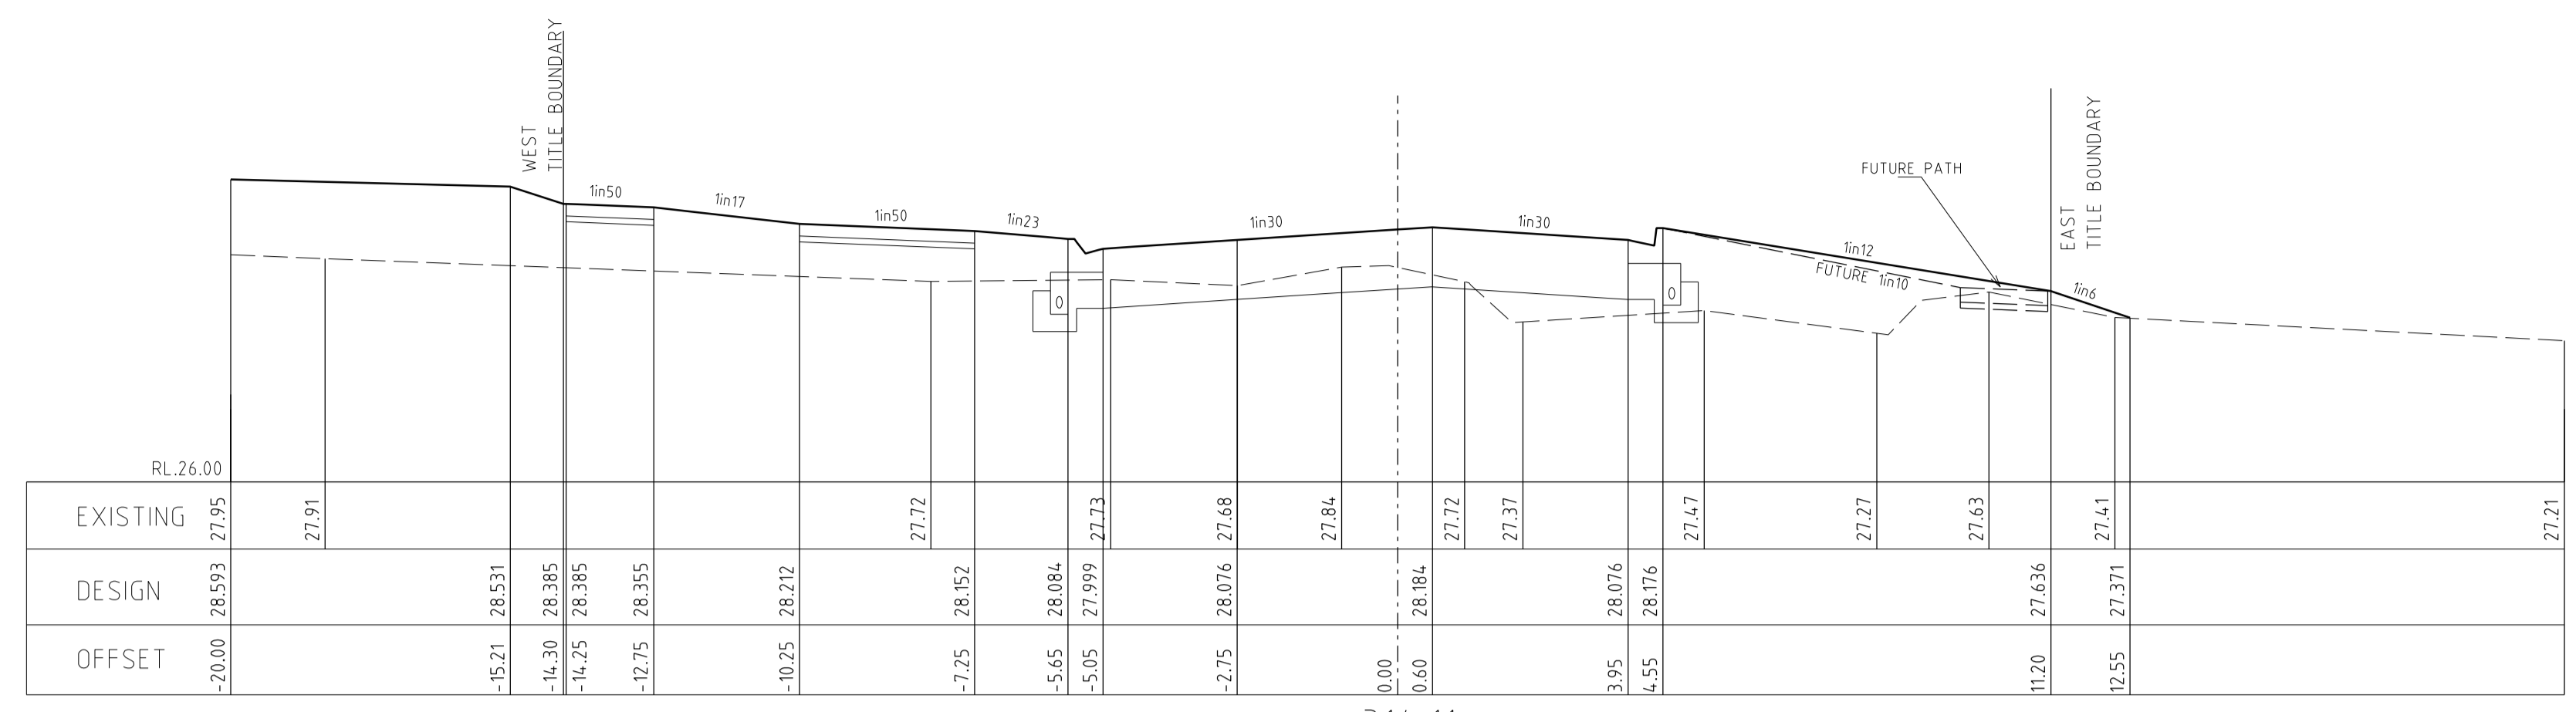 WEST
TITLE BOUNDARY
1in50
1in17
1in50
1in23
1in30
1in30
1in12
FUTURE 1in10
FUTURE PATH
EAST
TITLE BOUNDARY
1in6
0
0
RL.26.00
EXISTING 27.95 27.91 27.72 27.73 27.68 27.84 27.72 27.37 27.47 27.27 27.63 27.41 27.21
DESIGN 28.593 28.531 28.385 28.385 28.355 28.212 28.152 28.084 27.999 28.076 28.184 28.076 28.176 27.636 27.371
OFFSET -20.00 -15.21 -14.30 -14.25 -12.75 -10.25 -7.25 -5.65 -5.05 -2.75 0.00 0.60 3.95 4.55 11.20 12.55